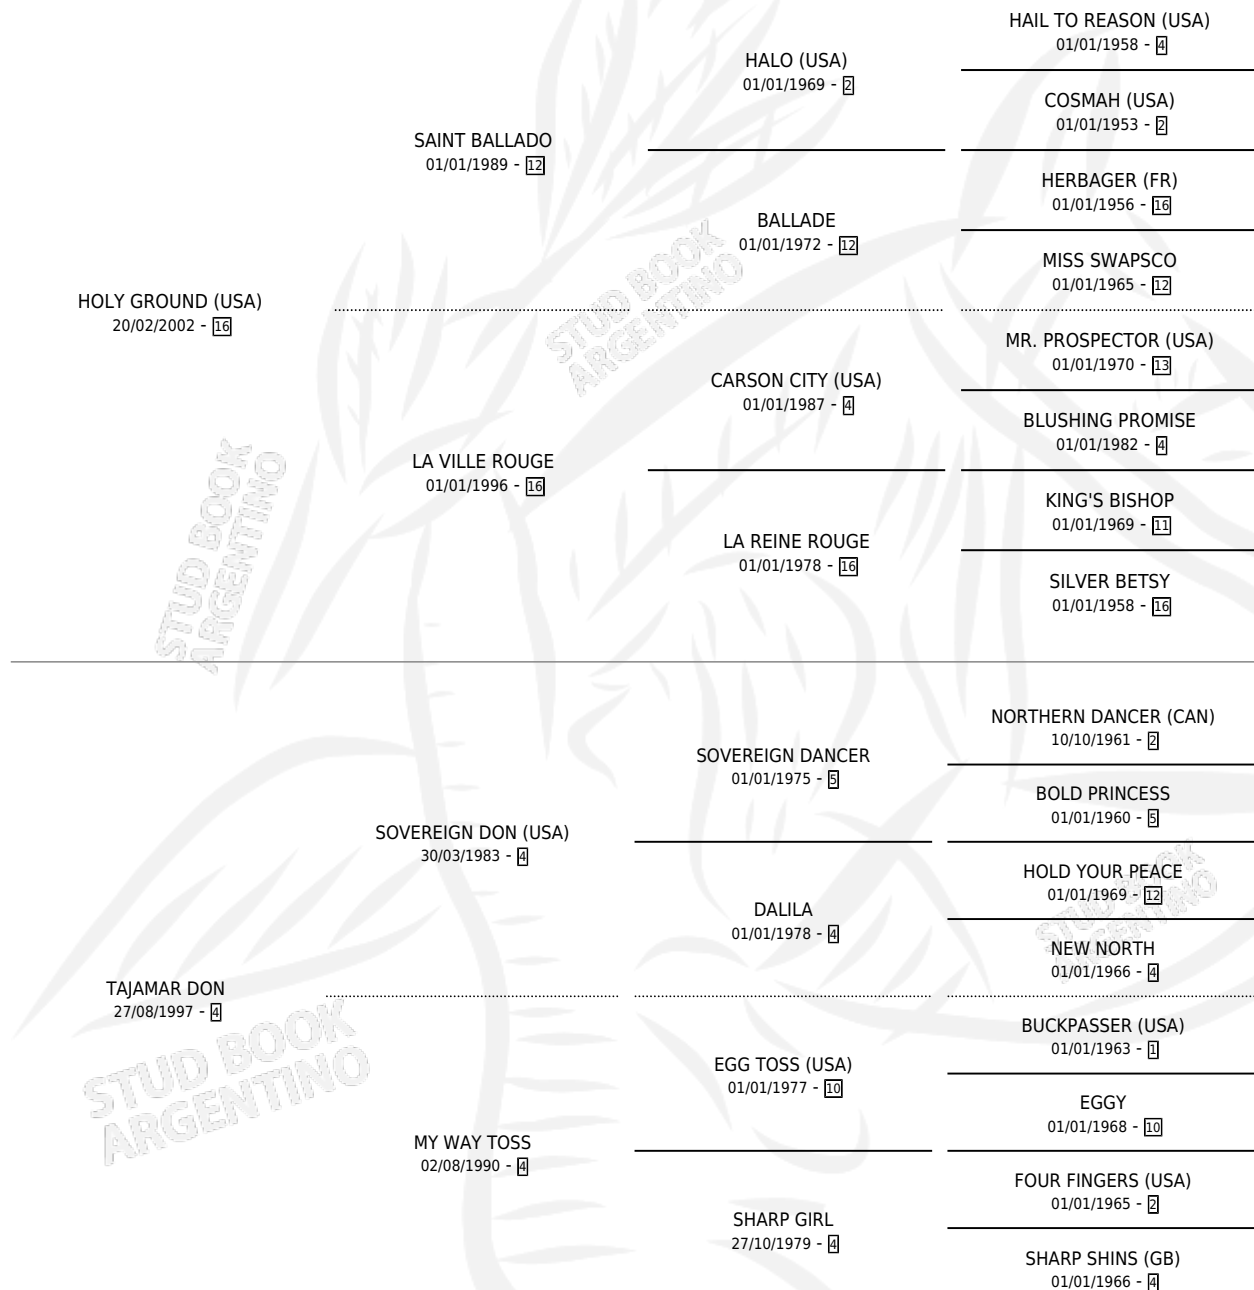 HAIL TO REASON (USA)
01/01/1958 - 4
HALO (USA)
01/01/1969 - 2
COSMAH (USA)
01/01/1953 - 2
SAINT BALLADO
01/01/1989 - 12
HERBAGER (FR)
01/01/1956 - 16
BALLADE
01/01/1972 - 12
MISS SWAPSCO
01/01/1965 - 12
HOLY GROUND (USA)
20/02/2002 - 16
STUD BOOK
ARGENTINO
MR. PROSPECTOR (USA)
01/01/1970 - 13
CARSON CITY (USA)
01/01/1987 - 4
BLUSHING PROMISE
01/01/1982 - 4
LA VILLE ROUGE
01/01/1996 - 16
KING'S BISHOP
01/01/1969 - 11
LA REINE ROUGE
01/01/1978 - 16
SILVER BETSY
01/01/1958 - 16
STUD BOOK
ARGENTINO
NORTHERN DANCER (CAN)
10/10/1961 - 2
SOVEREIGN DANCER
01/01/1975 - 5
BOLD PRINCESS
01/01/1960 - 5
SOVEREIGN DON (USA)
30/03/1983 - 4
HOLD YOUR PEACE
01/01/1969 - 12
DALILA
01/01/1978 - 4
STUD BOOK
ARGENTINO
NEW NORTH
01/01/1966 - 4
TAJAMAR DON
27/08/1997 - 4
STUD BOOK
ARGENTINO
BUCKPASSER (USA)
01/01/1963 - 1
EGG TOSS (USA)
01/01/1977 - 10
EGGY
01/01/1968 - 10
MY WAY TOSS
02/08/1990 - 4
FOUR FINGERS (USA)
01/01/1965 - 2
SHARP GIRL
27/10/1979 - 4
SHARP SHINS (GB)
01/01/1966 - 4